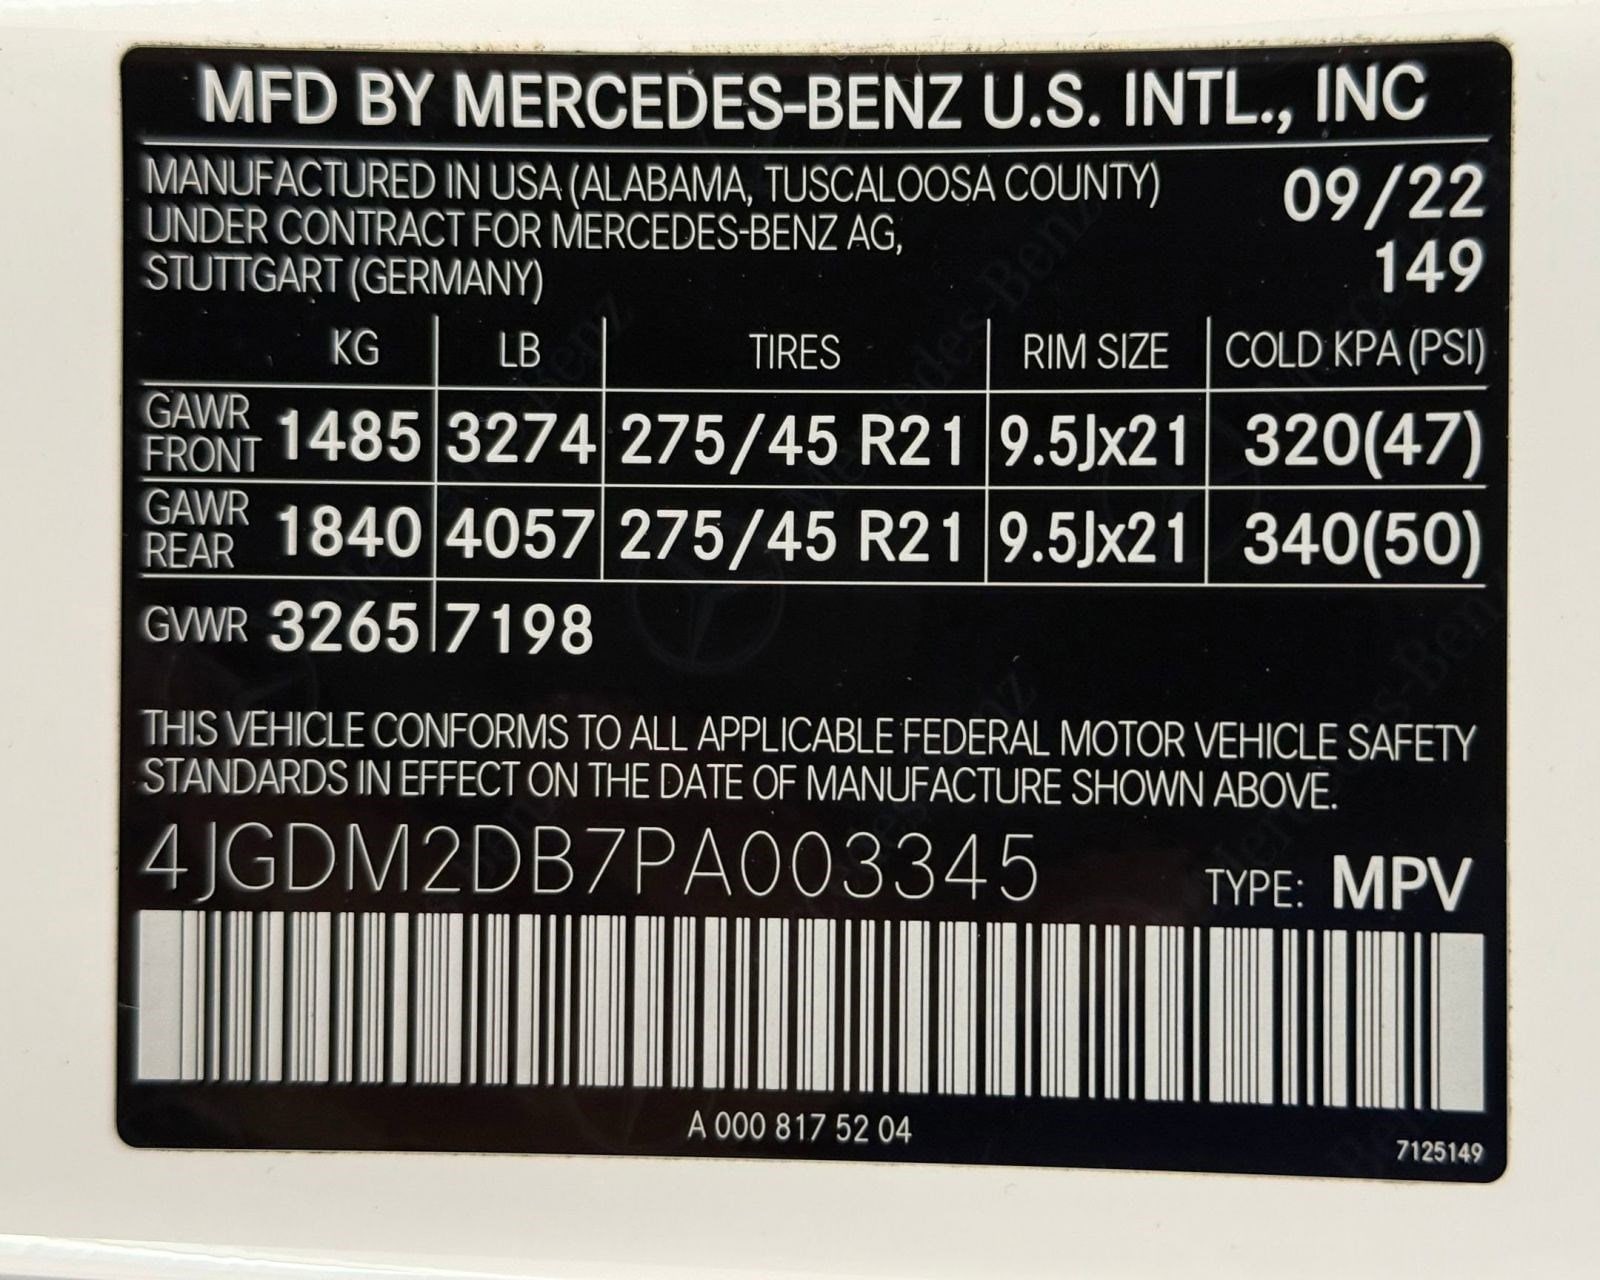 MFD BY MERCEDES-BENZ U.S. INTL., INC
MANUFACTURED IN USA (ALABAMA, TUSCALOOSA COUNTY) 09/22
UNDER CONTRACT FOR MERCEDES-BENZ AG,
STUTTGART (GERMANY) 149
KG LB TIRES RIM SIZE COLD KPA (PSI)
GAWR FRONT 1485 3274 275/45 R21 9.5Jx21 320(47)
GAWR REAR 1840 4057 275/45 R21 9.5Jx21 340(50)
GVWR 3265 7198
THIS VEHICLE CONFORMS TO ALL APPLICABLE FEDERAL MOTOR VEHICLE SAFETY
STANDARDS IN EFFECT ON THE DATE OF MANUFACTURE SHOWN ABOVE.
4JGDM2DB7PA003345 TYPE: MPV
A 000 817 52 04
7125149